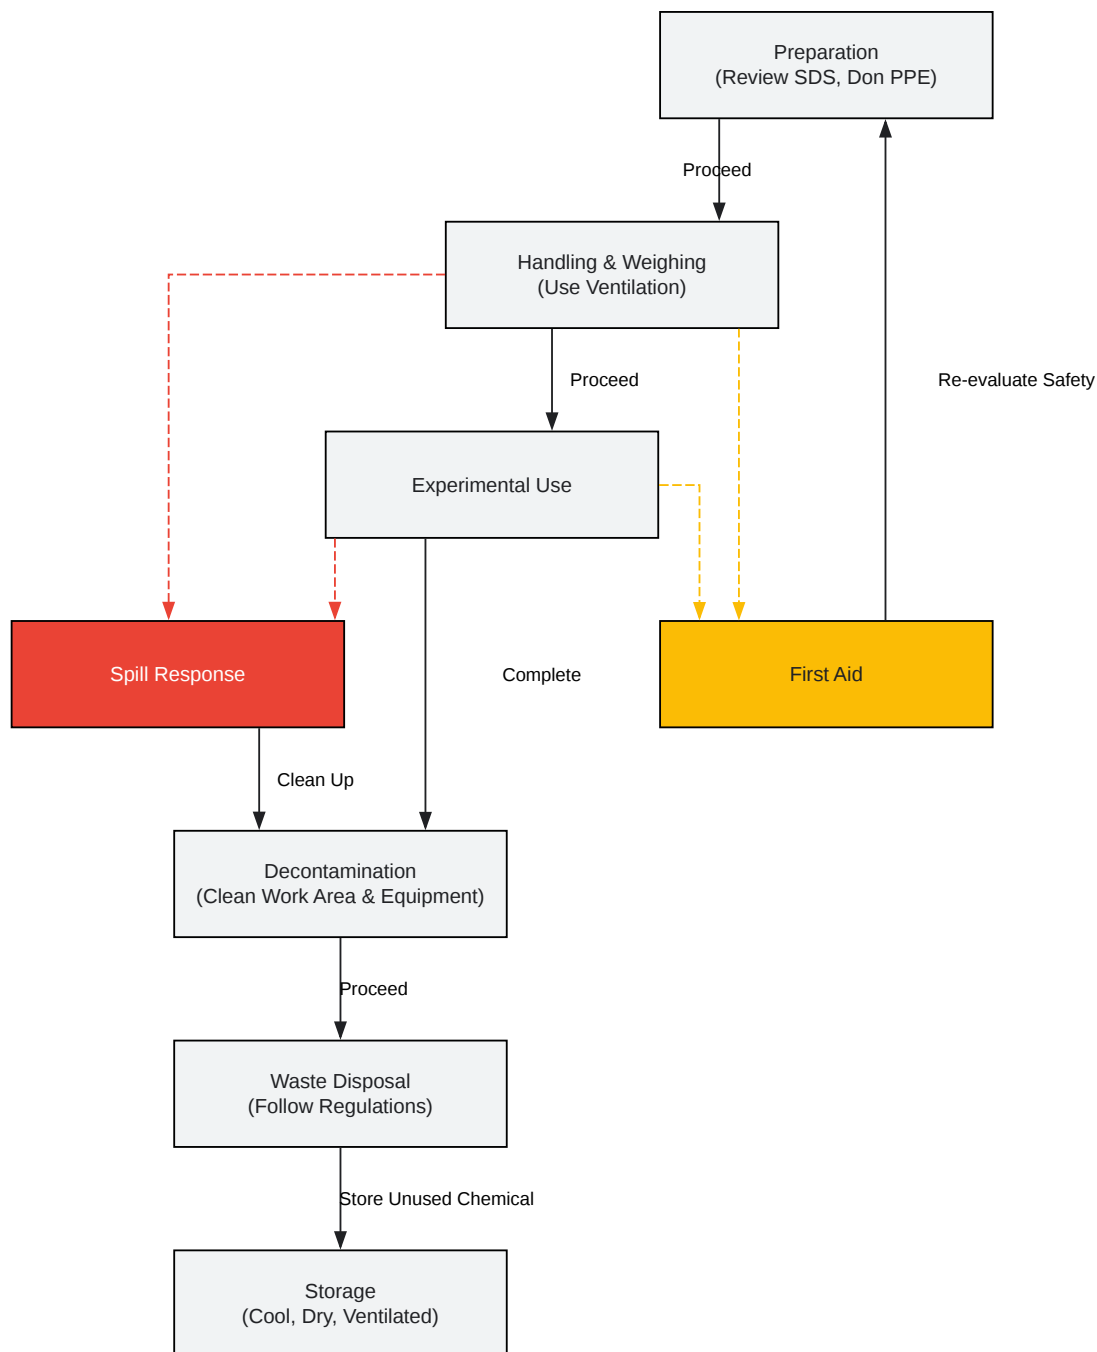 Preparation
(Review SDS, Don PPE)
Proceed
Handling & Weighing
(Use Ventilation)
Proceed
Re-evaluate Safety
Experimental Use
Spill Response
Complete
First Aid
Clean Up
Decontamination
(Clean Work Area & Equipment)
Proceed
Waste Disposal
(Follow Regulations)
Store Unused Chemical
Storage
(Cool, Dry, Ventilated)